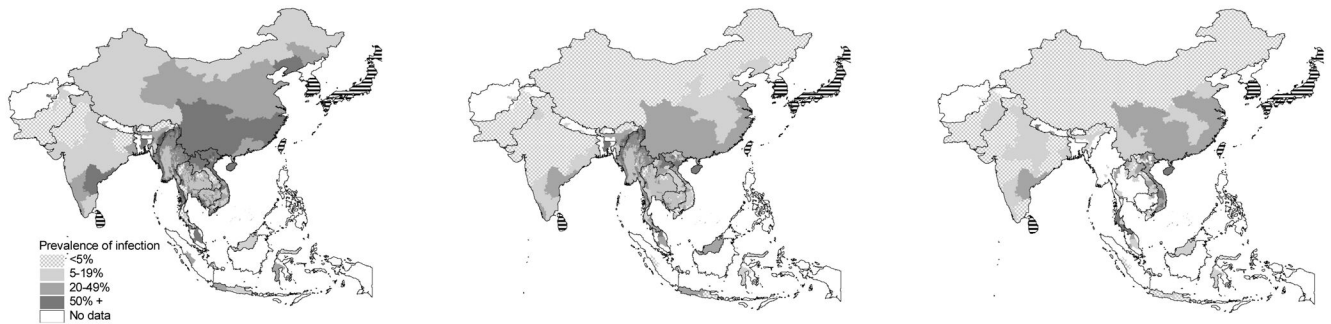 Prevalence of infection
<5%
5-19%
20-49%
50% +
No data